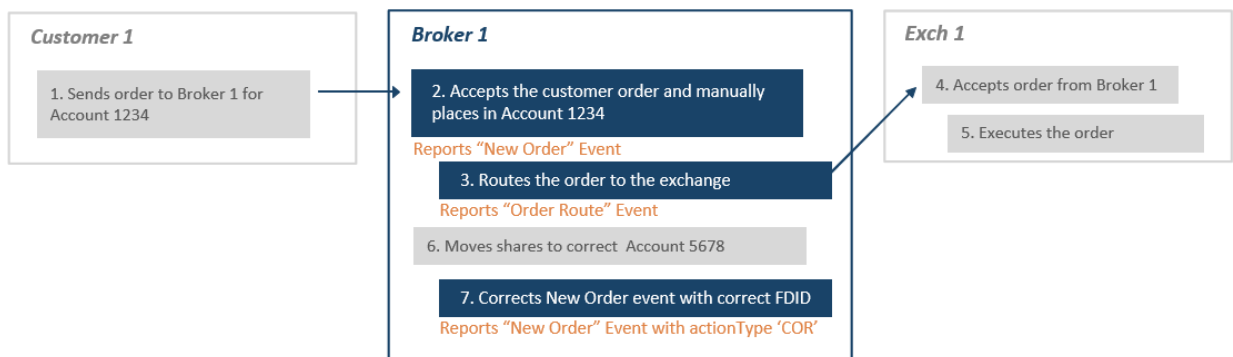 Customer 1
1. Sends order to Broker 1 for
Account 1234
Broker 1
2. Accepts the customer order and manually
places in Account 1234
Reports “New Order” Event
3. Routes the order to the exchange
Reports “Order Route” Event
6. Moves shares to correct Account 5678
7. Corrects New Order event with correct FDID
Reports “New Order” Event with actionType ‘COR’
Exch 1
4. Accepts order from Broker 1
5. Executes the order